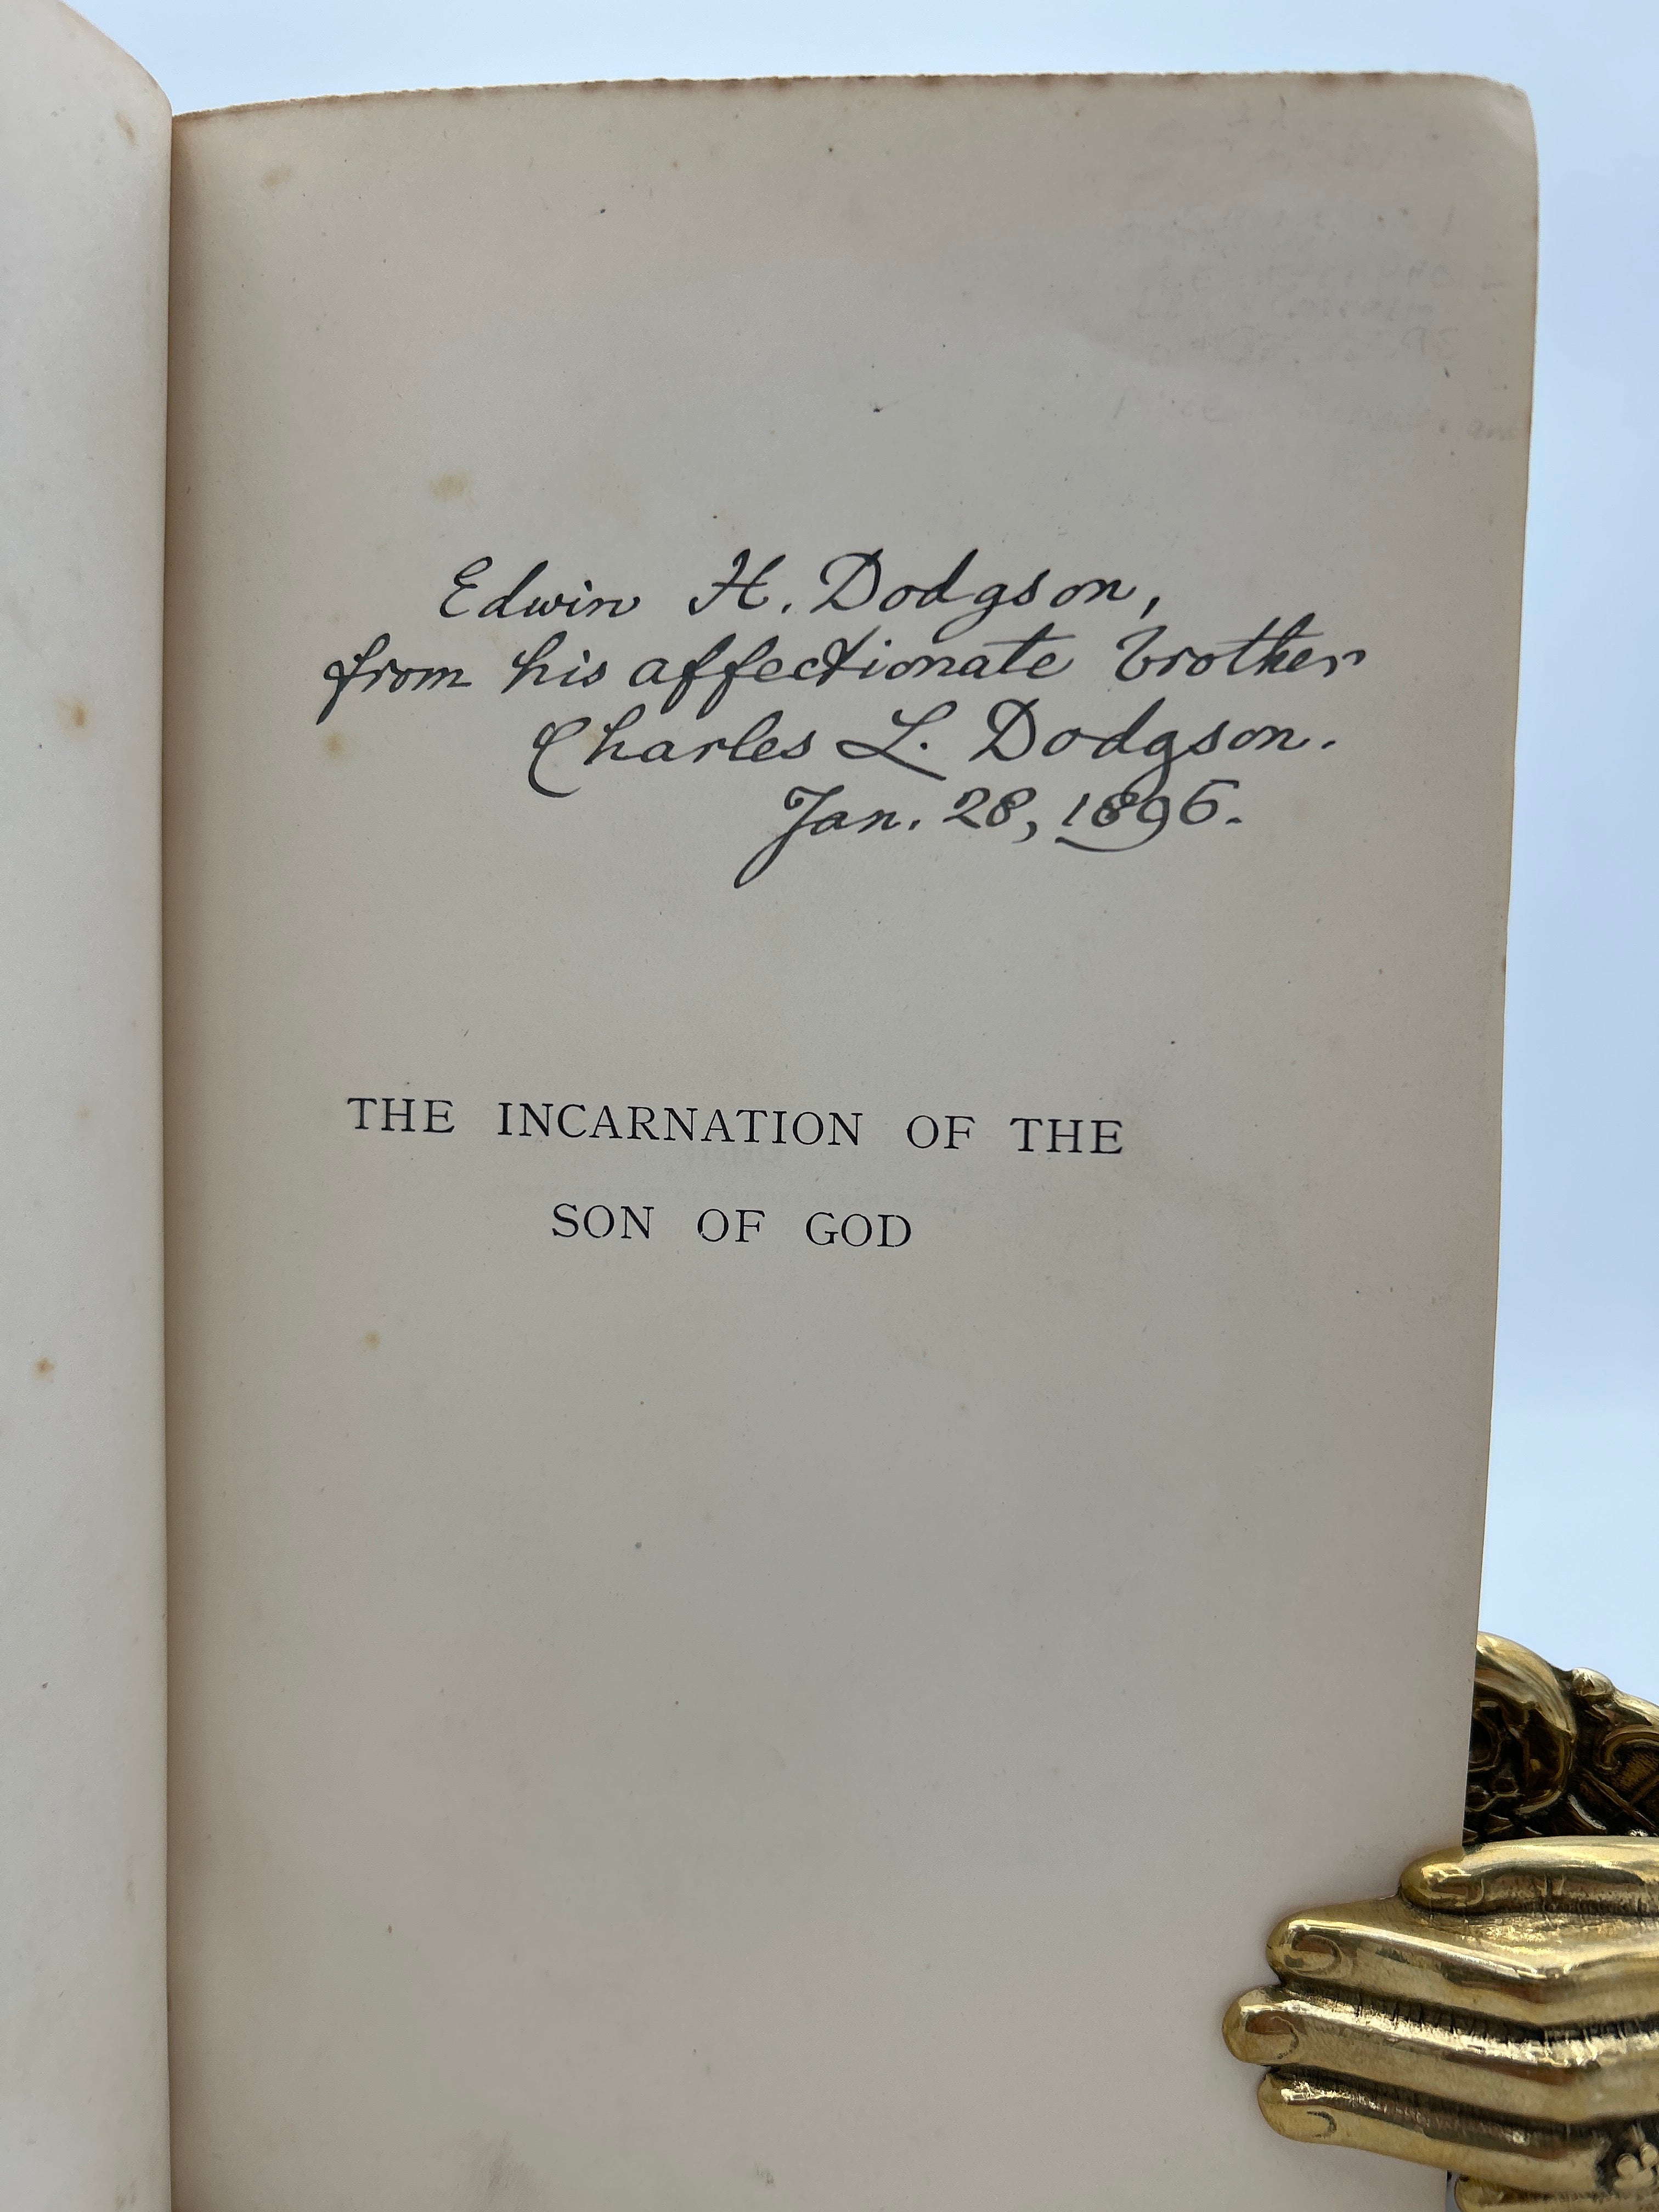 Edwin H. Dodgson,
from his affectionate brother
Charles L. Dodgson.
Jan. 28, 1896.
THE INCARNATION OF THE
SON OF GOD